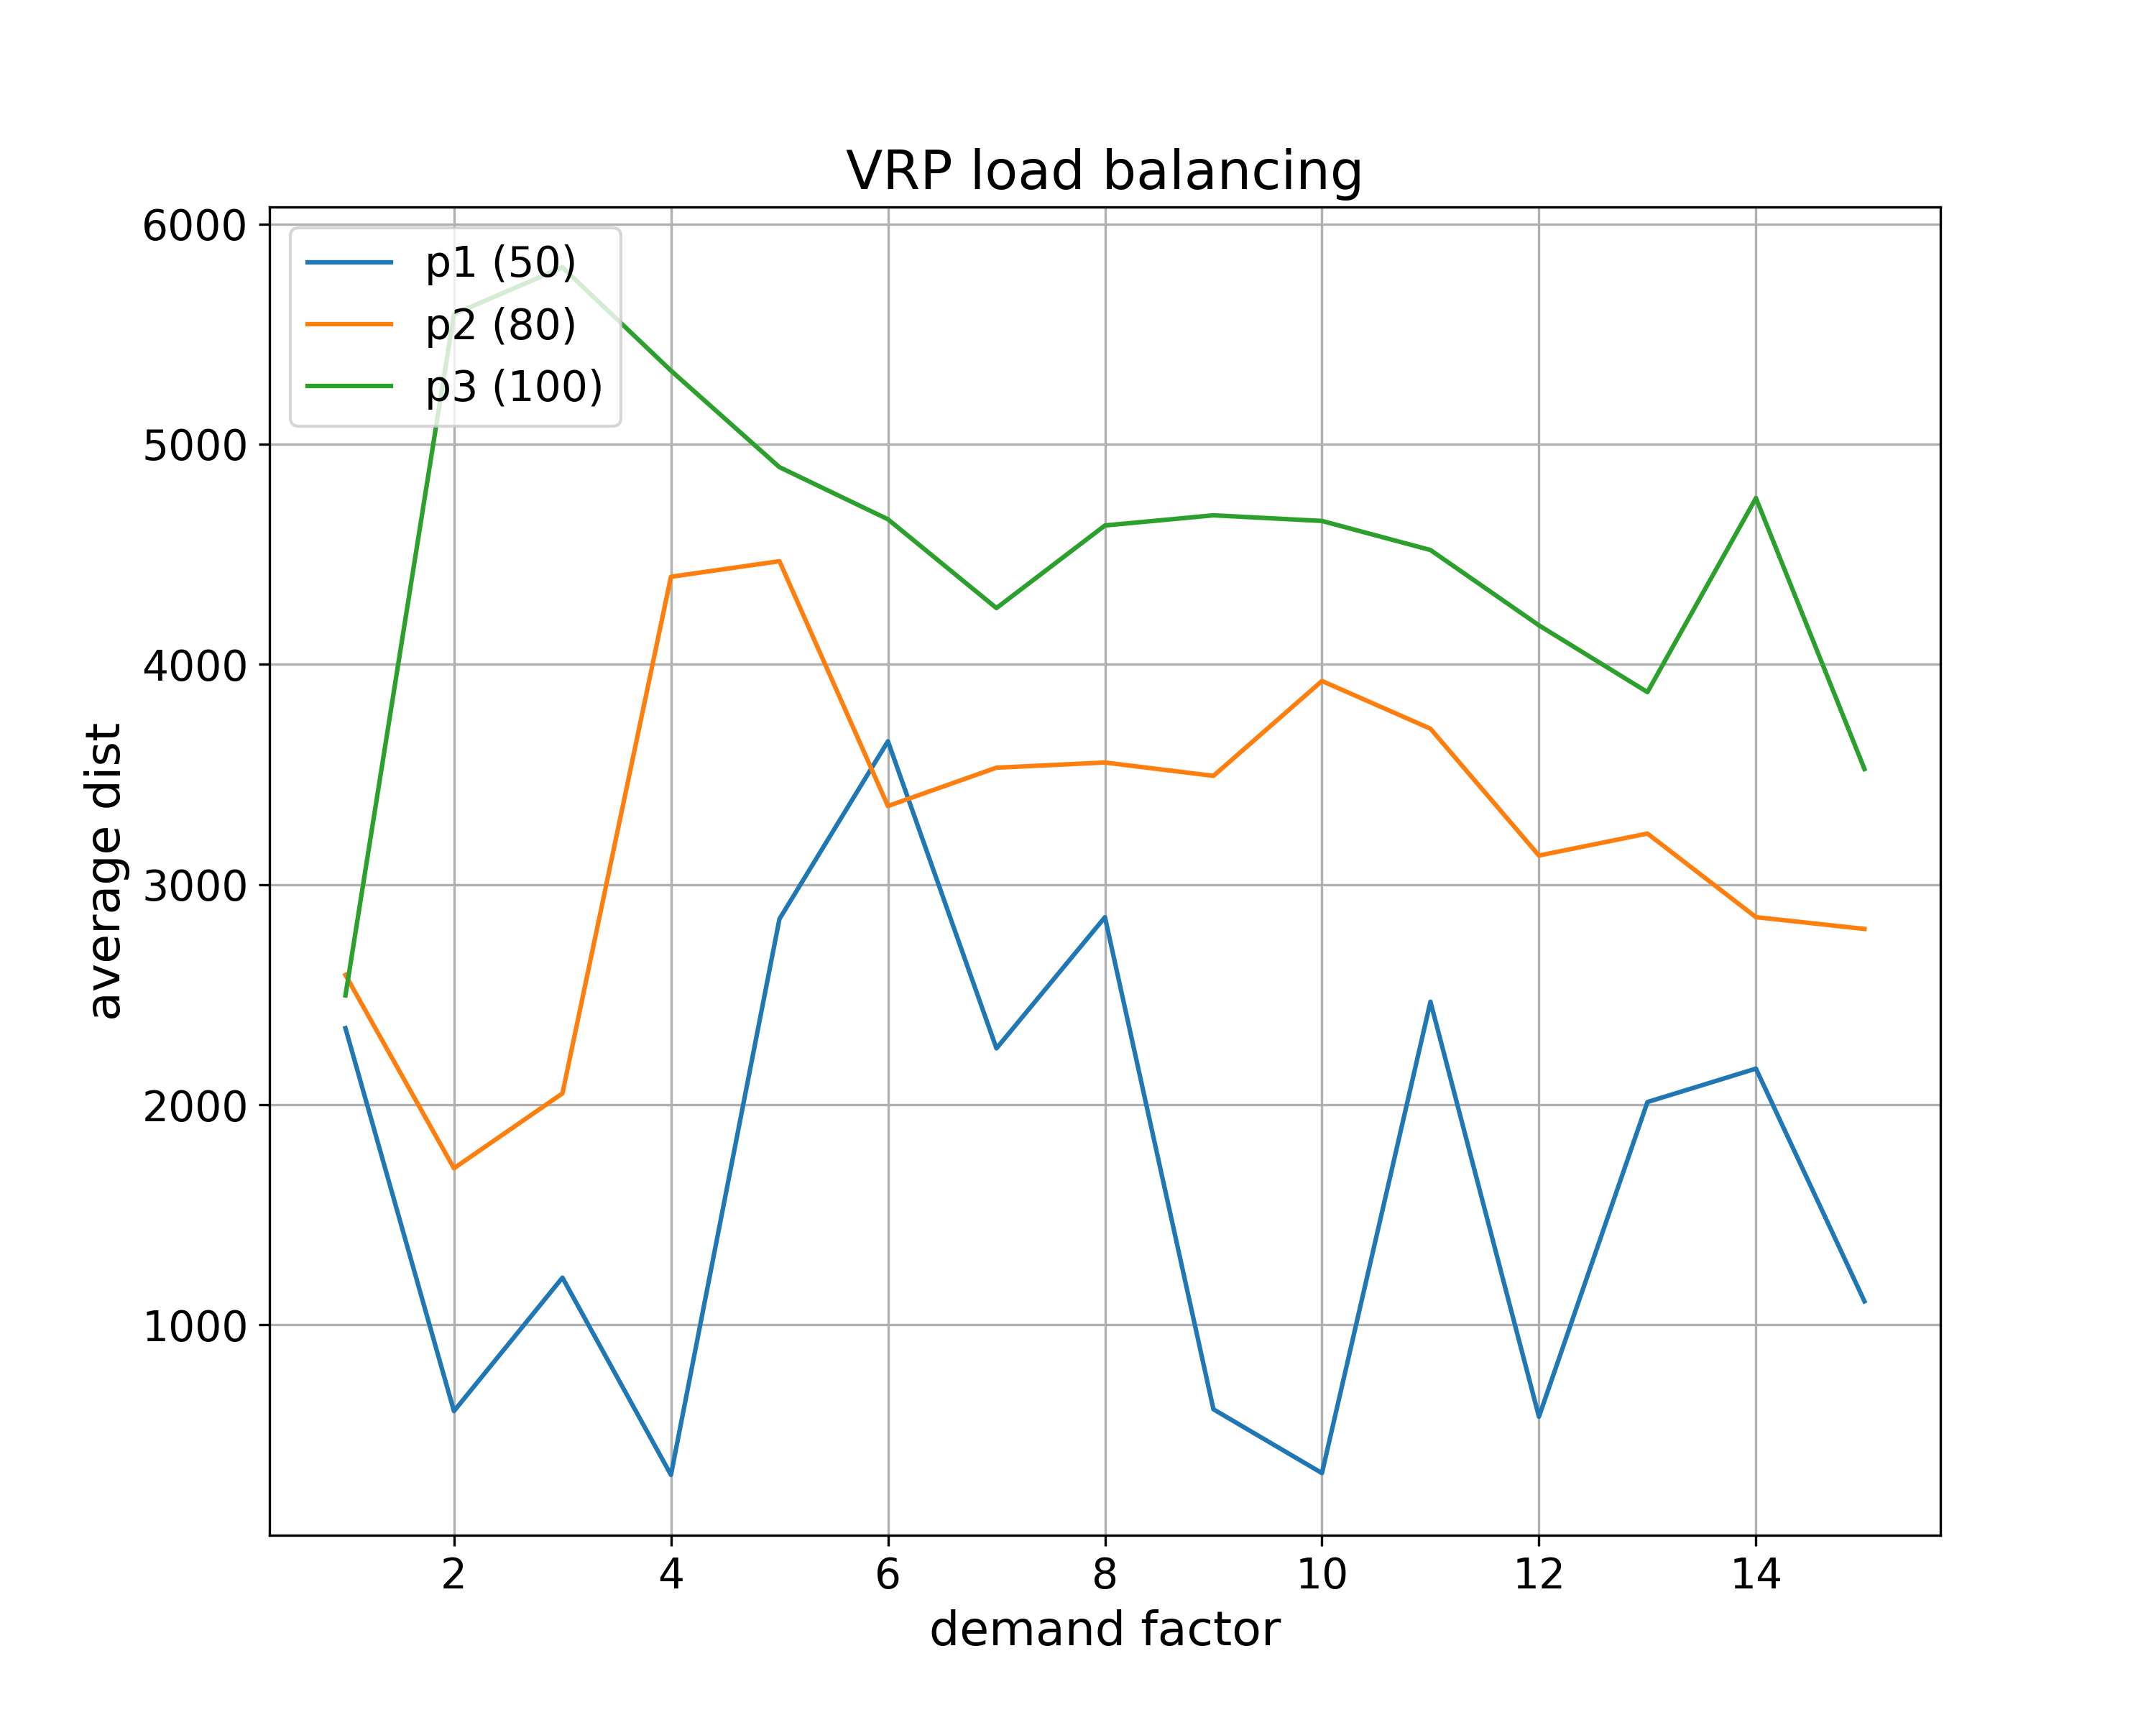 VRP load balancing
p1 (50)
p2 (80)
p3 (100)
average dist
6000
5000
4000
3000
2000
1000
2 4 6 8 10 12 14
demand factor